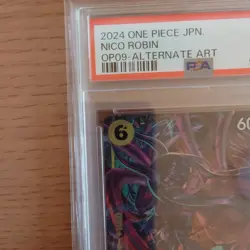 2024 ONE PIECE JPN.
NICO ROBIN
OP09-ALTERNATE ART
PSA
6
60